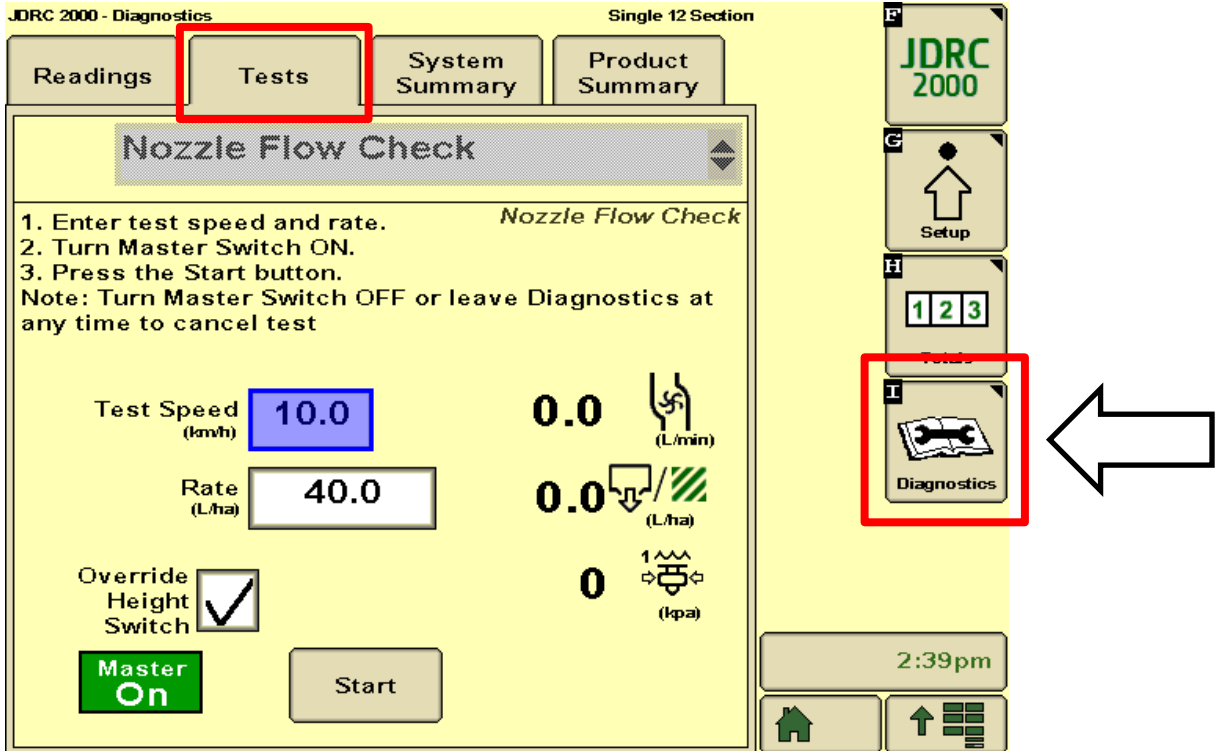 JDRC 2000 - Diagnostics
Single 12 Section
Readings
Tests
System
Summary
Product
Summary
Nozzle Flow Check
Nozzle Flow Check
1. Enter test speed and rate.
2. Turn Master Switch ON.
3. Press the Start button.
Note: Turn Master Switch OFF or leave Diagnostics at
any time to cancel test
Test Speed
(km/h)
10.0
0.0
(L/min)
Rate
(L/ha)
40.0
0.0
/
(L/ha)
Override
Height
Switch
0
1
(kpa)
Master
On
Start
F
JDRC
2000
G
Setup
H
1 2 3
Totals
I
Diagnostics
2:39pm